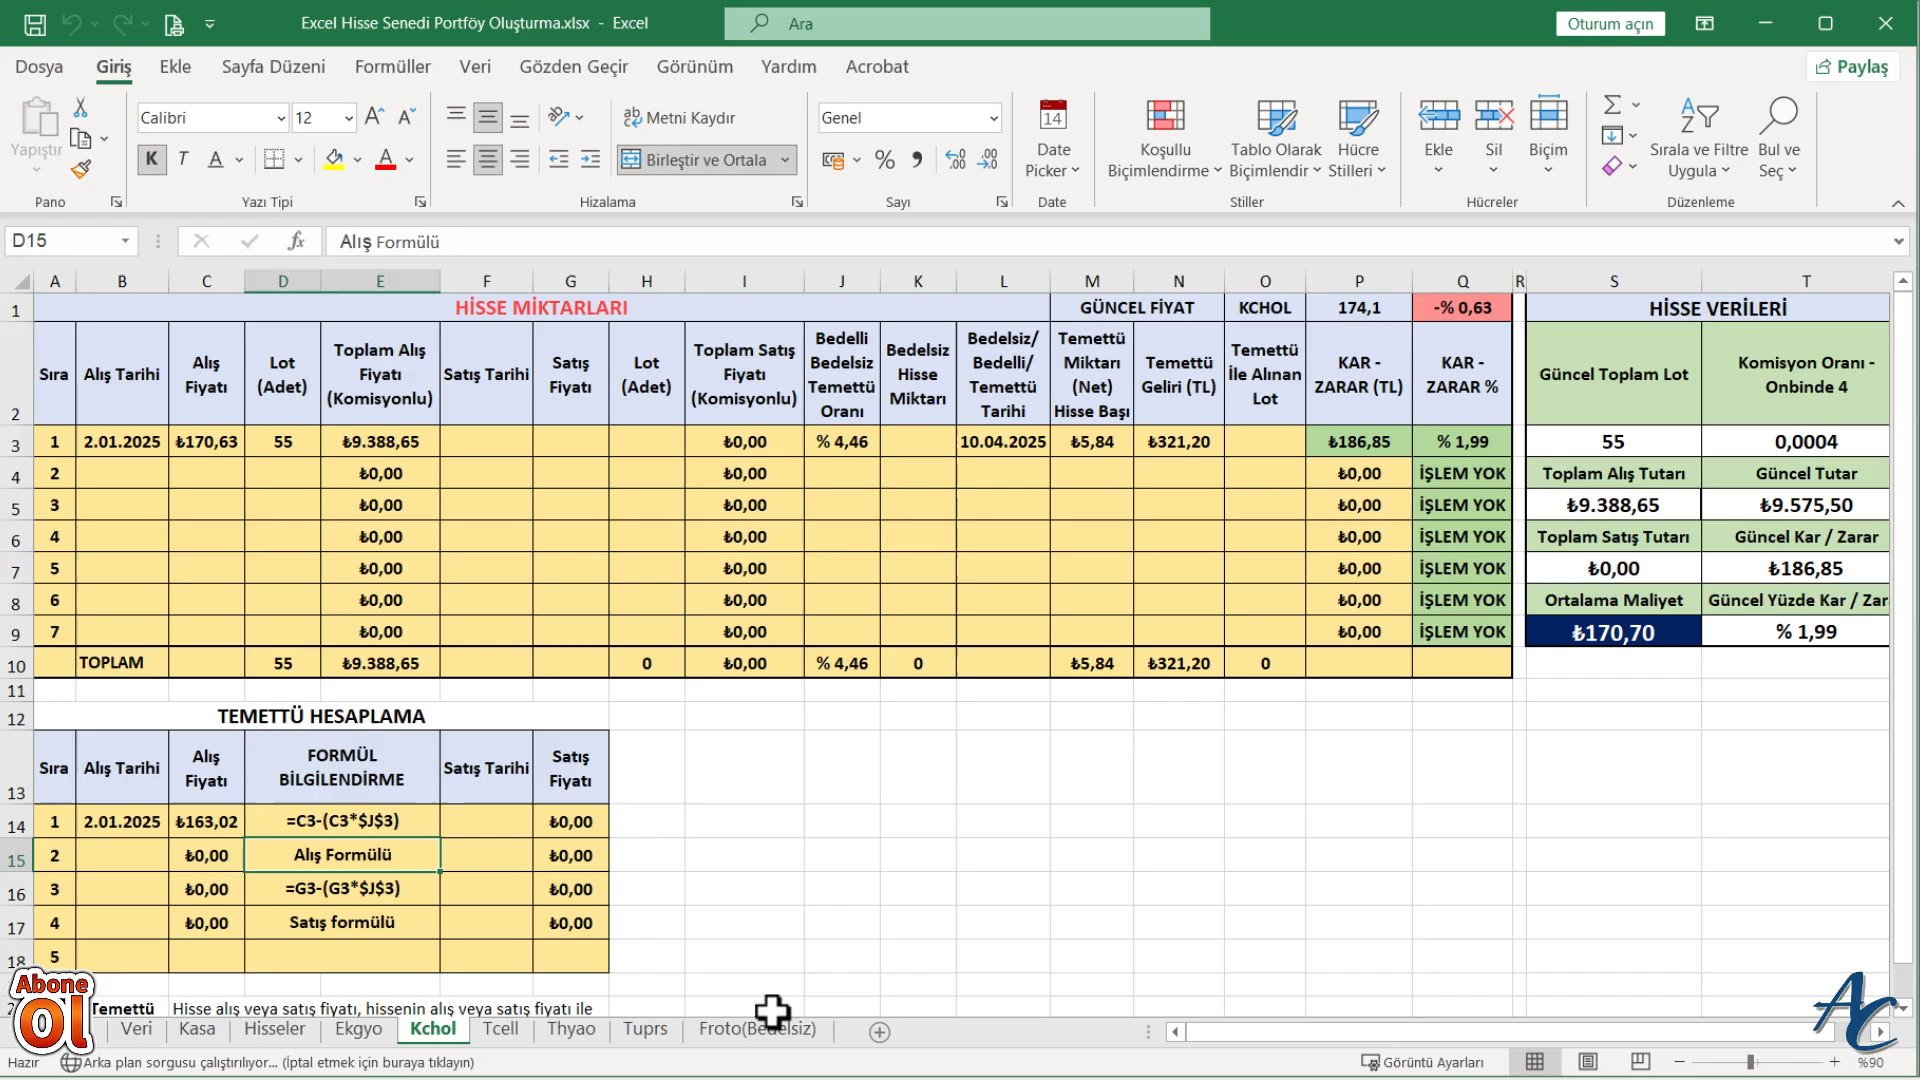 Excel Hisse Senedi Portföy Oluşturma.xlsx - Excel
Ara
Oturum açın
Dosya Giriş Ekle Sayfa Düzeni Formüller Veri Gözden Geçir Görünüm Yardım Acrobat
Paylaş
Yapıştır
Calibri 12
K T A A
Metni Kaydır
Birleştir ve Ortala
Genel
14
Date Picker
Koşullu Biçimlendirme
Tablo Olarak Biçimlendir
Hücre Stilleri
Ekle Sil Biçim
Sırala ve Filtre Uygula
Bul ve Seç
Pano Yazı Tipi Hizalama Sayı Date Stiller Hücreler Düzenleme
D15 fx Alış Formülü
A B C D E F G H I J K L M N O P Q R S T
1 HİSSE MİKTARLARI GÜNCEL FİYAT KCHOL 174,1 -% 0,63 HİSSE VERİLERİ
2 Sıra Alış Tarihi Alış Fiyatı Lot (Adet) Toplam Alış Fiyatı (Komisyonlu) Satış Tarihi Satış Fiyatı Lot (Adet) Toplam Satış Fiyatı (Komisyonlu) Bedelli Bedelsiz Temettü Oranı Bedelsiz Hisse Miktarı Bedelsiz/ Bedelli/ Temettü Tarihi Temettü Miktarı (Net) Hisse Başı Temettü Geliri (TL) Temettü İle Alınan Lot KAR - ZARAR (TL) KAR - ZARAR % Güncel Toplam Lot Komisyon Oranı - Onbinde 4
3 1 2.01.2025 ₺170,63 55 ₺9.388,65 ₺0,00 % 4,46 10.04.2025 ₺5,84 ₺321,20 ₺186,85 % 1,99 55 0,0004
4 2 ₺0,00 ₺0,00 ₺0,00 İŞLEM YOK Toplam Alış Tutarı Güncel Tutar
5 3 ₺0,00 ₺0,00 ₺0,00 İŞLEM YOK ₺9.388,65 ₺9.575,50
6 4 ₺0,00 ₺0,00 ₺0,00 İŞLEM YOK Toplam Satış Tutarı Güncel Kar / Zarar
7 5 ₺0,00 ₺0,00 ₺0,00 İŞLEM YOK ₺0,00 ₺186,85
8 6 ₺0,00 ₺0,00 ₺0,00 İŞLEM YOK Ortalama Maliyet Güncel Yüzde Kar / Zar
9 7 ₺0,00 ₺0,00 ₺0,00 İŞLEM YOK ₺170,70 % 1,99
10 TOPLAM 55 ₺9.388,65 0 ₺0,00 % 4,46 0 ₺5,84 ₺321,20 0
11
12 TEMETTÜ HESAPLAMA
13 Sıra Alış Tarihi Alış Fiyatı FORMÜL BİLGİLENDİRME Satış Tarihi Satış Fiyatı
14 1 2.01.2025 ₺163,02 =C3-(C3*$J$3) ₺0,00
15 2 ₺0,00 Alış Formülü ₺0,00
16 3 ₺0,00 =G3-(G3*$J$3) ₺0,00
17 4 ₺0,00 Satış formülü ₺0,00
18 5
Temettü Hisse alış veya satış fiyatı, hissenin alış veya satış fiyatı ile
Abone
Ol
AC
Veri Kasa Hisseler Ekgyo Kchol Tcell Thyao Tuprs Froto(Bedelsiz)
Hazır Arka plan sorgusu çalıştırılıyor... (İptal etmek için buraya tıklayın) Görüntü Ayarları %90